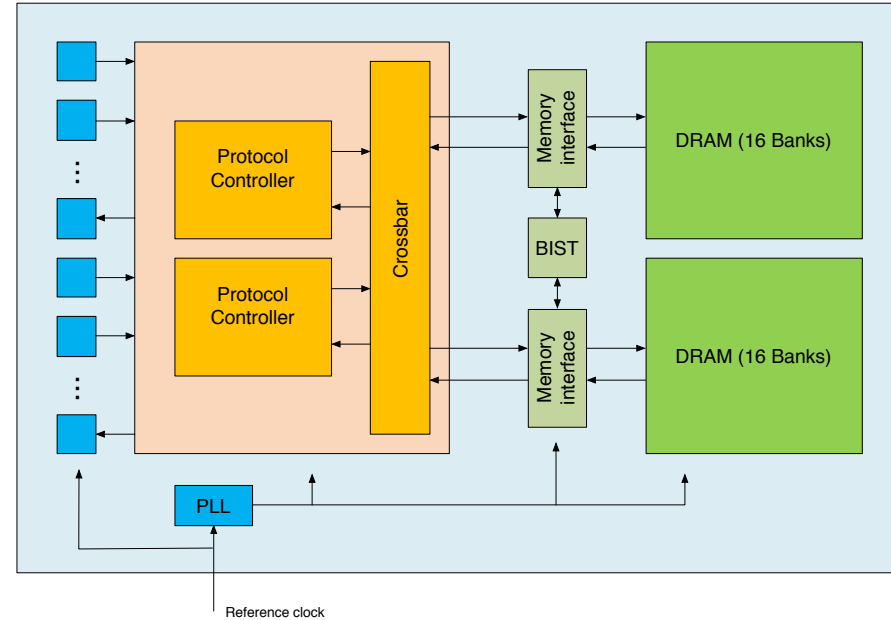 Protocol
Controller
Crossbar
Memory
interface
DRAM (16 Banks)
BIST
Protocol
Controller
Memory
interface
DRAM (16 Banks)
PLL
Reference clock